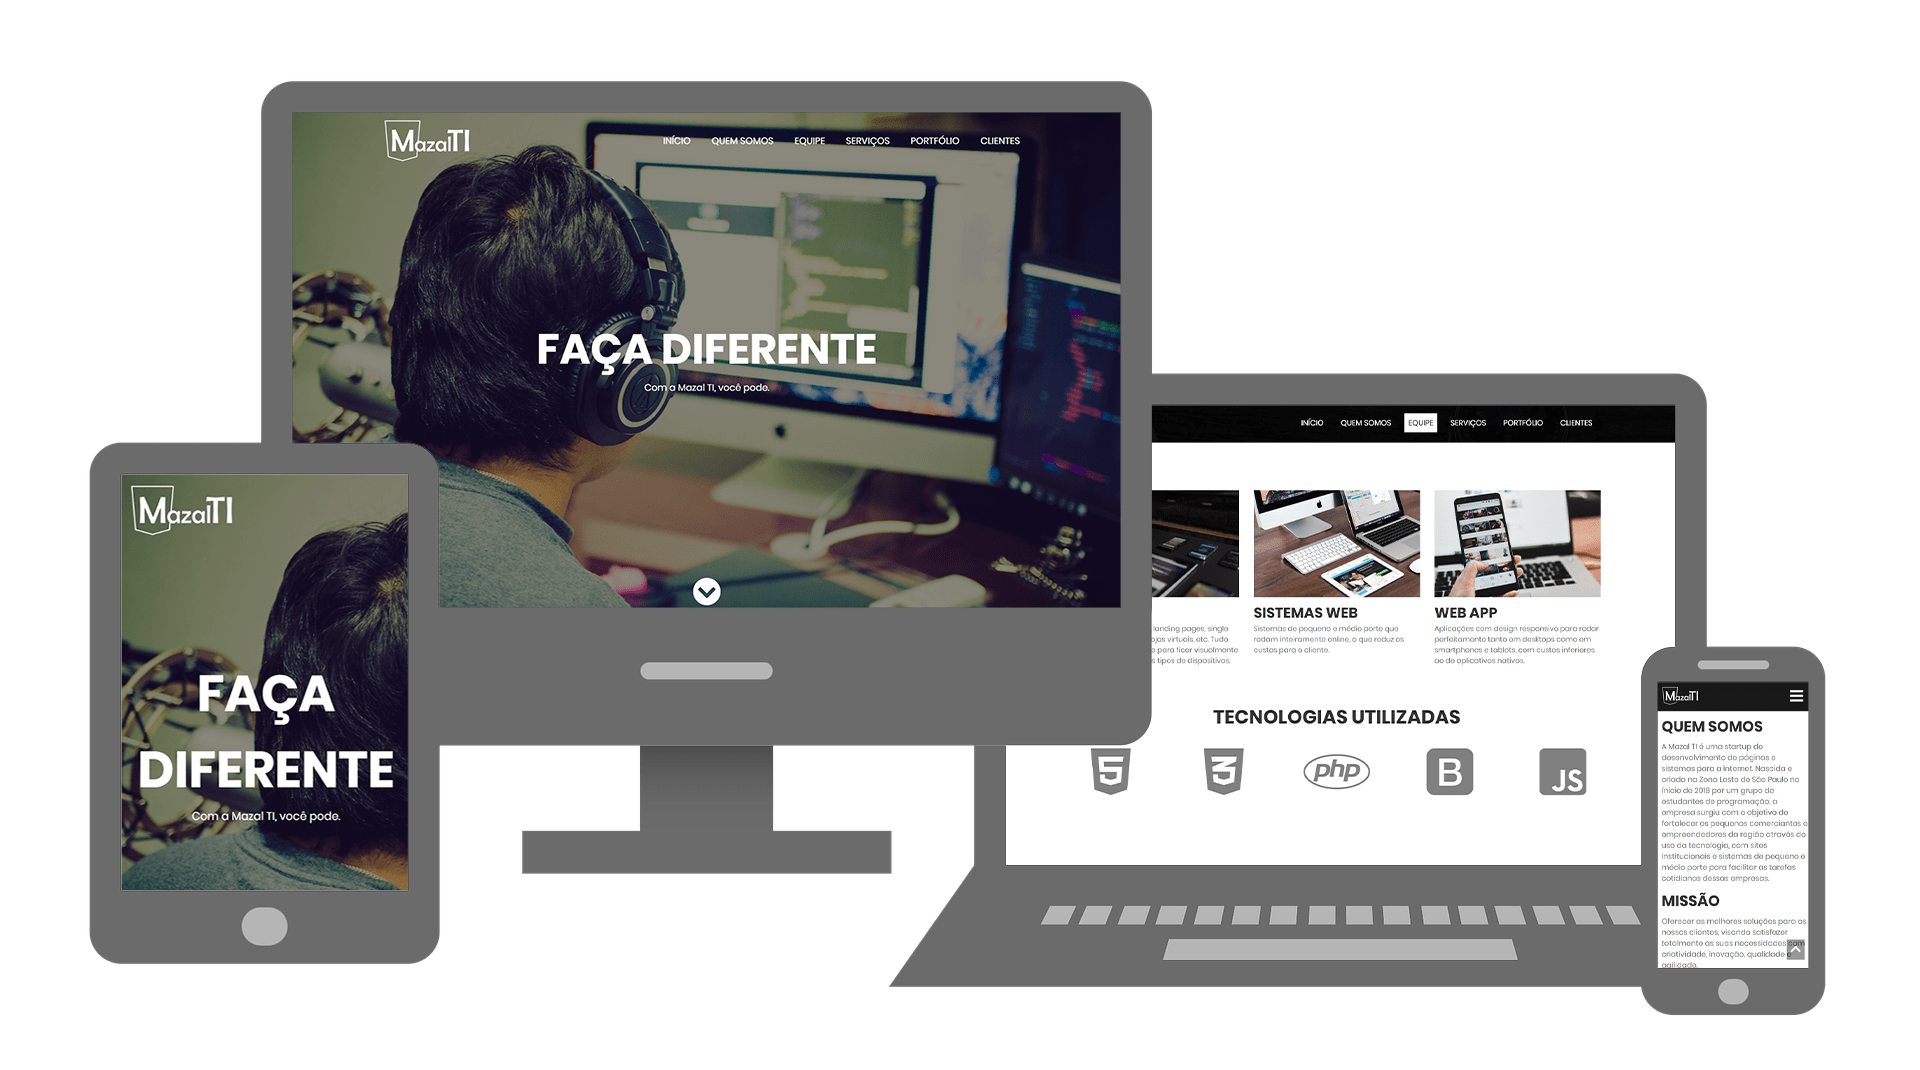 MazalTI
INÍCIO QUEM SOMOS EQUIPE SERVIÇOS PORTFÓLIO CLIENTES
FAÇA DIFERENTE
Com a Mazal TI, você pode.
MazalTI
FAÇA
DIFERENTE
Com a Mazal TI, você pode.
INÍCIO QUEM SOMOS EQUIPE SERVIÇOS PORTFÓLIO CLIENTES
landing pages, single
ojas virtuais, etc. Tudo
o para ficar visualmente
s tipos de dispositivos.
SISTEMAS WEB
Sistemas de pequeno e médio porte que
rodam inteiramente online, o que reduz os
custos para o cliente.
WEB APP
Aplicações com design responsivo para rodar
perfeitamente tanto em desktops como em
smartphones e tablets, com custos inferiores
ao de aplicativos nativos.
TECNOLOGIAS UTILIZADAS
5 3 php B JS
MazalTI
QUEM SOMOS
A Mazal TI é uma startup de
desenvolvimento de páginas e
sistemas para a internet. Nascida e
criada na Zona Leste de São Paulo no
ínicio de 2018 por um grupo de
estudantes de programação, a
empresa surgiu com o objetivo de
fortalecer os pequenos comerciantes e
empreendedores da região através do
uso da tecnologia, com sites
institucionais e sistemas de pequeno e
médio porte para facilitar as tarefas
cotidianas dessas empresas.
MISSÃO
Oferecer as melhores soluções para os
nossos clientes, visando satisfazer
totalmente as suas necessidades com
criatividade, inovação, qualidade e
agilidade.